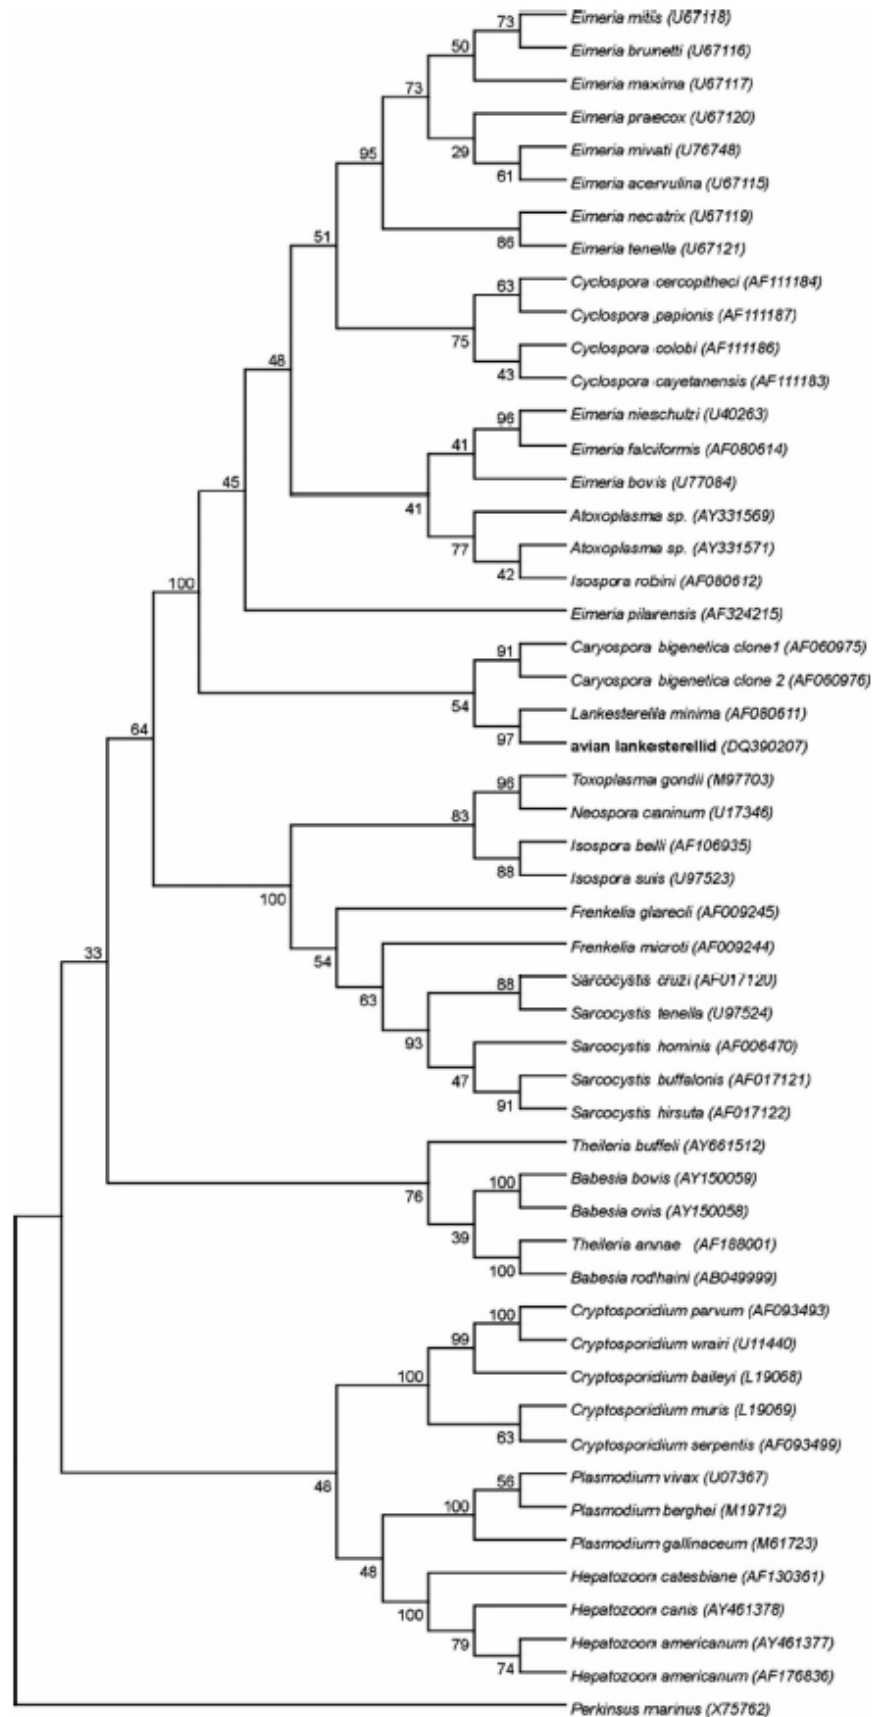 73
Eimeria mitis (U67118)
Eimeria brunetti (U67116)
50
Eimeria maxima (U67117)
73
Eimeria praecox (U67120)
29
Eimeria mivati (U76748)
61
Eimeria acervulina (U67115)
95
Eimeria necatrix (U67119)
86
Eimeria tenella (U67121)
51
63
Cyclospora cercopitheci (AF111184)
Cyclospora papionis (AF111187)
75
Cyclospora colobi (AF111186)
43
Cyclospora cayetanensis (AF111183)
48
96
Eimeria nieschulzi (U40263)
Eimeria falciformis (AF080614)
41
Eimeria bovis (U77084)
41
Atoxoplasma sp. (AY331569)
77
Atoxoplasma sp. (AY331571)
42
Isospora robini (AF080612)
45
Eimeria pilarensis (AF324215)
100
91
Caryospora bigenetica clone1 (AF060975)
Caryospora bigenetica clone 2 (AF060976)
54
Lankesterella minima (AF080611)
97
avian lankesterellid (DQ390207)
64
96
Toxoplasma gondii (M97703)
Neospora caninum (U17346)
83
Isospora belli (AF106935)
88
Isospora suis (U97523)
100
Frenkelia glareoli (AF009245)
54
Frenkelia microti (AF009244)
63
88
Sarcocystis cruzi (AF017120)
Sarcocystis tenella (U97524)
93
Sarcocystis hominis (AF006470)
47
Sarcocystis buffalonis (AF017121)
91
Sarcocystis hirsuta (AF017122)
33
Theileria buffeli (AY661512)
76
100
Babesia bovis (AY150059)
Babesia ovis (AY150058)
39
Theileria annae (AF188001)
100
Babesia rodhaini (AB049999)
100
Cryptosporidium parvum (AF093493)
Cryptosporidium wrairi (U11440)
99
Cryptosporidium baileyi (L19068)
100
Cryptosporidium muris (L19069)
63
Cryptosporidium serpentis (AF093499)
48
56
Plasmodium vivax (U07367)
Plasmodium berghei (M19712)
100
Plasmodium gallinaceum (M61723)
48
Hepatozoon catesbiane (AF130361)
100
Hepatozoon canis (AY461378)
79
Hepatozoon americanum (AY461377)
74
Hepatozoon americanum (AF176836)
Perkinsus marinus (X75762)